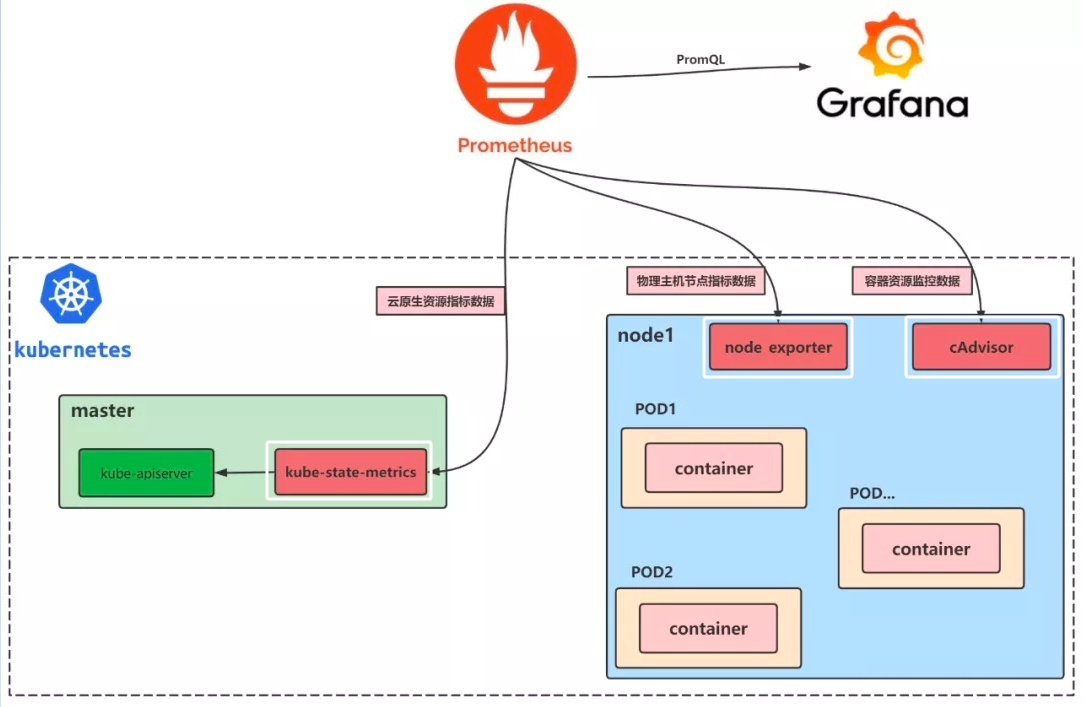 PromQL
Grafana
Prometheus
kubernetes
云原生资源指标数据
物理主机节点指标数据
容器资源监控数据
master
kube-apiserver
kube-state-metrics
node1
node exporter
cAdvisor
POD1
container
POD...
container
POD2
container